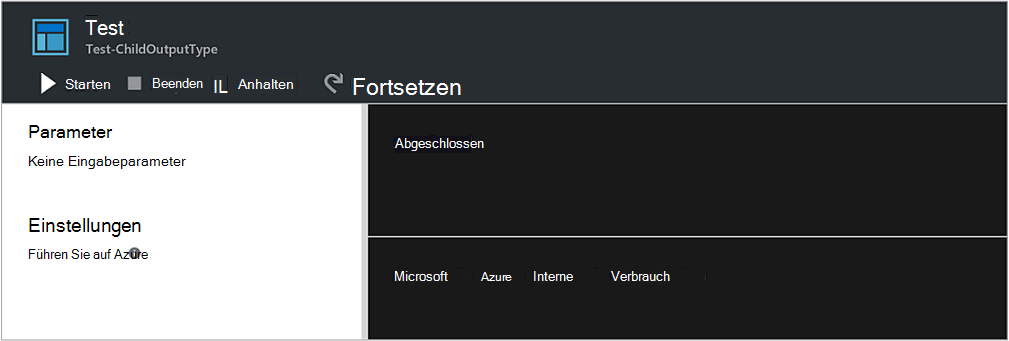 Test
Test-ChildOutputType
Starten Beenden IL Anhalten Fortsetzen
Parameter
Keine Eingabeparameter
Einstellungen
Führen Sie auf Azure
Abgeschlossen
Microsoft Azure Interne Verbrauch